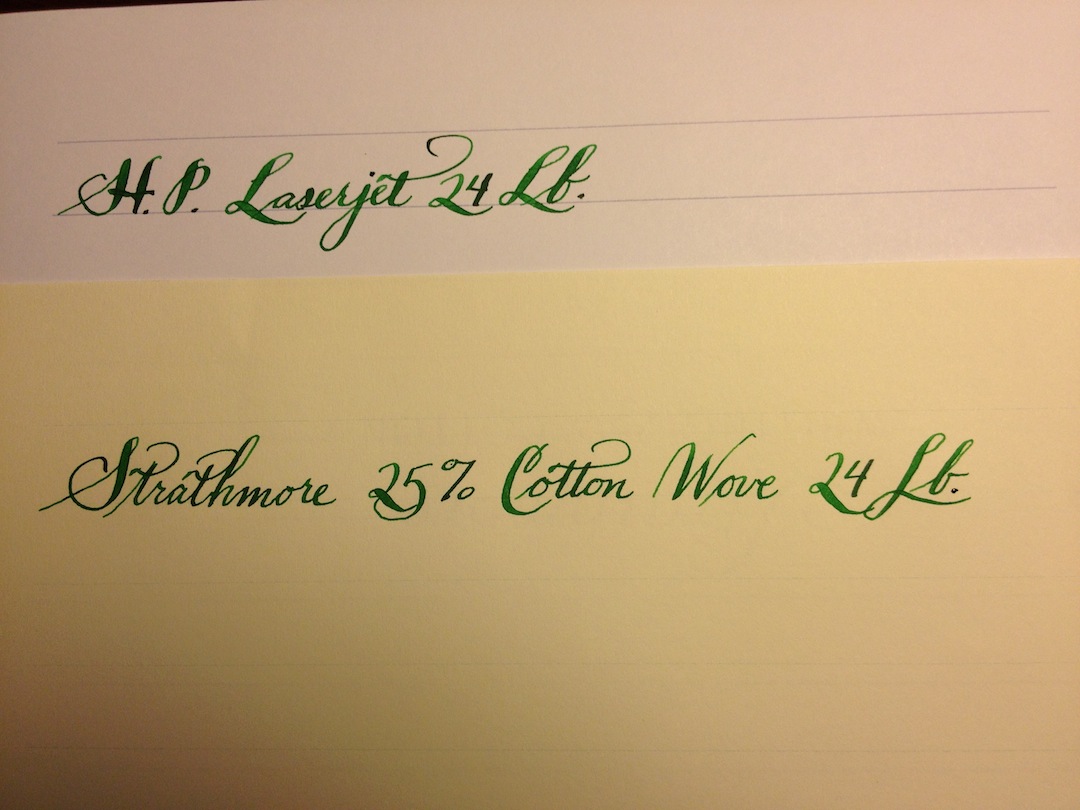 H.P. Laserjet 24 Lb.
Strathmore 25% Cotton Wove 24 Lb.